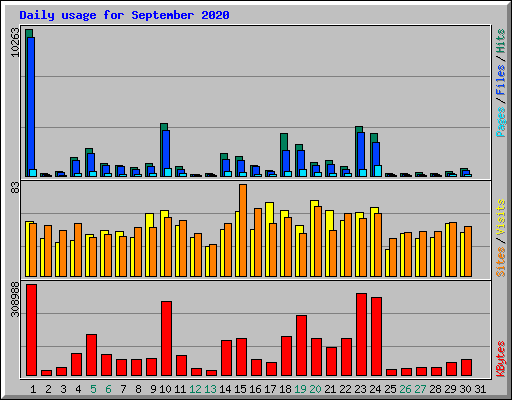 Daily usage for September 2020
10263
Pages / Files / Hits
83
Sites / Visits
308988
KBytes
1 2 3 4 5 6 7 8 9 10 11 12 13 14 15 16 17 18 19 20 21 22 23 24 25 26 27 28 29 30 31